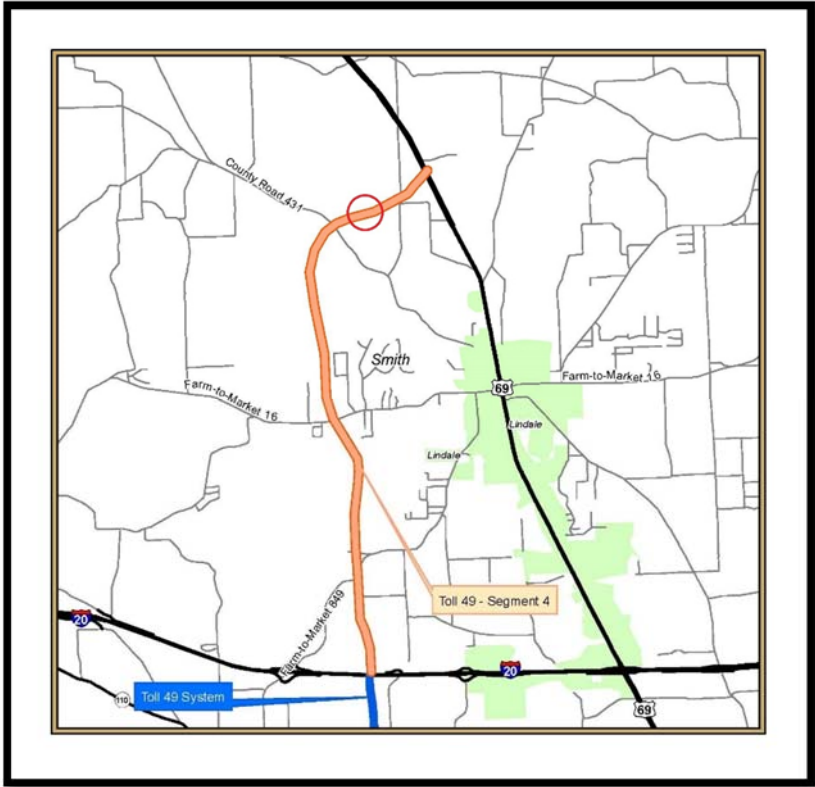 County Road 431
Smith
Farm-to-Market 16
Farm-to-Market 16
69
Lindale
Lindale
Toll 49 - Segment 4
Farm-to-Market 849
20
20
110
Toll 49 System
69